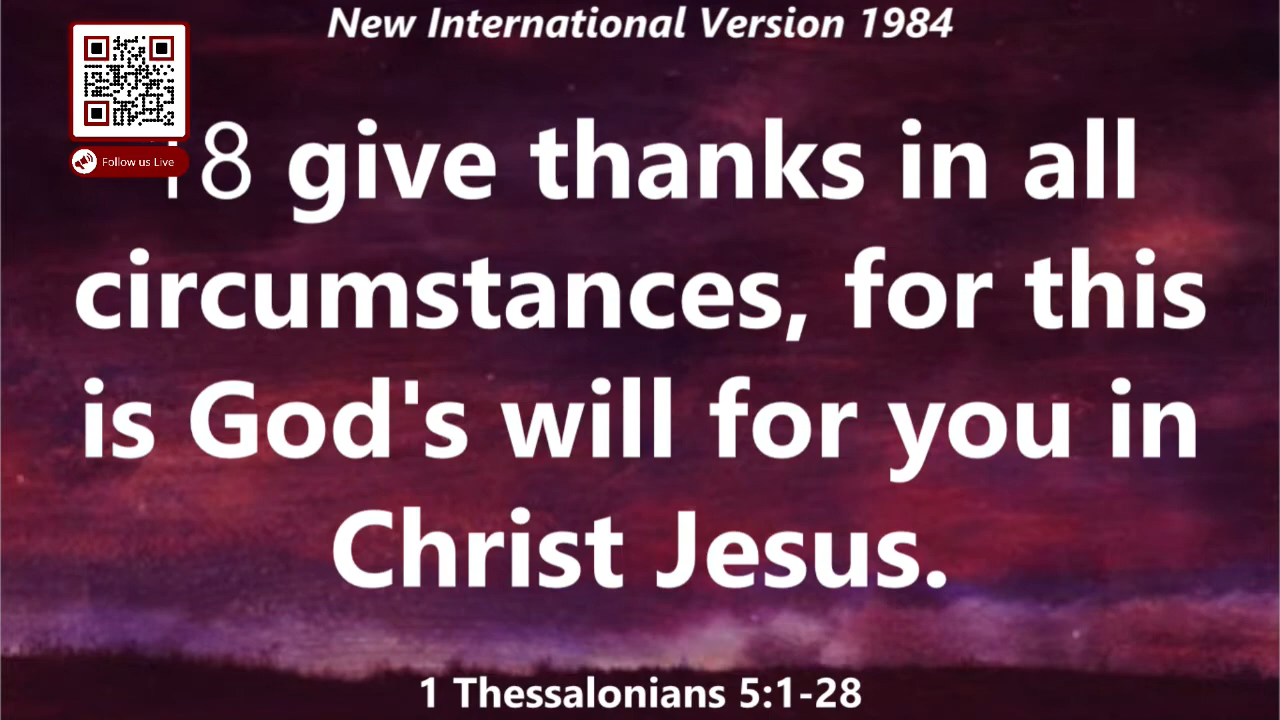 New International Version 1984
Follow us Live
18 give thanks in all
circumstances, for this
is God's will for you in
Christ Jesus.
1 Thessalonians 5:1-28